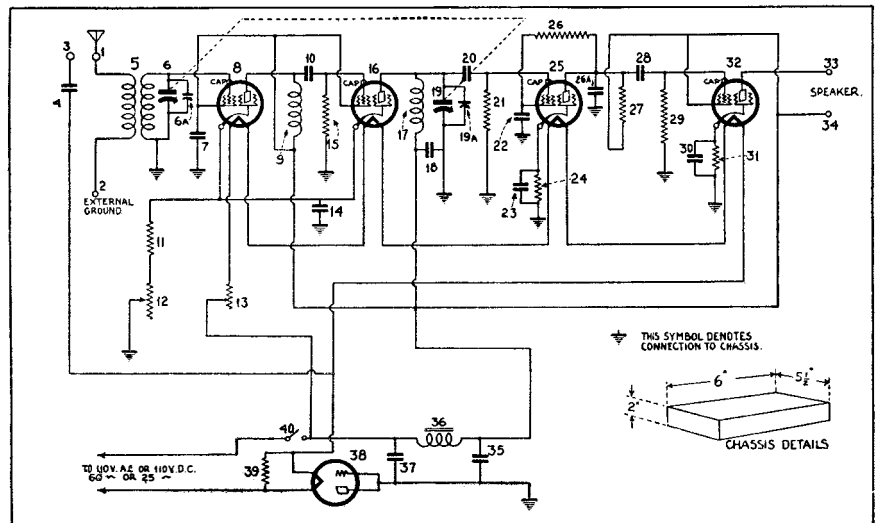 3
1
4
5
6
6A
7
8
CAP
9
10
15
16
CAP
17
18
19
19A
20
21
22
23
24
25
CAP
26
26A
27
28
29
30
31
32
CAP
33
SPEAKER.
34
2
EXTERNAL
GROUND
11
12
13
14
THIS SYMBOL DENOTES
CONNECTION TO CHASSIS.
6"
5½"
2"
CHASSIS DETAILS
40
36
37
35
38
39
TO 110V. A.C OR 110V. D.C.
60 ~ OR 25 ~